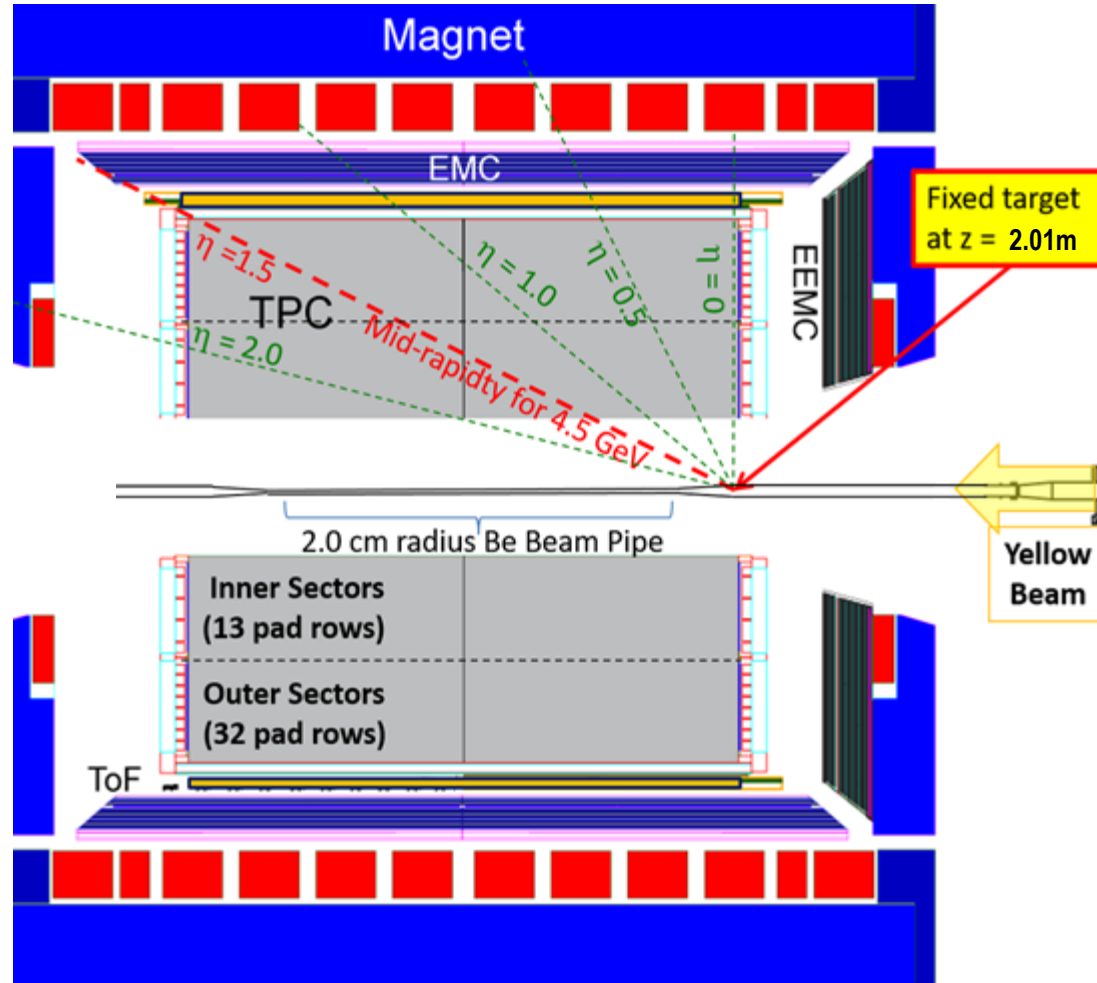 Magnet
EMC
Fixed target
at z = 2.01m
η =1.5
η = 1.0
η = 0.5
η = 0
EEMC
TPC
η = 2.0
Mid-rapidty for 4.5 GeV
2.0 cm radius Be Beam Pipe
Yellow
Beam
Inner Sectors
(13 pad rows)
Outer Sectors
(32 pad rows)
ToF